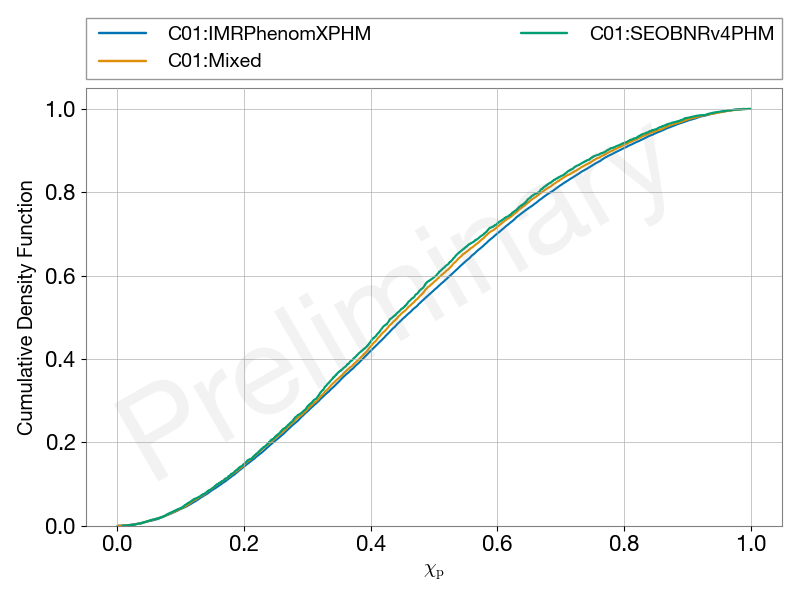 C01:IMRPhenomXPHM
C01:Mixed
C01:SEOBNRv4PHM
Preliminary
Cumulative Density Function
1.0
0.8
0.6
0.4
0.2
0.0
0.0 0.2 0.4 0.6 0.8 1.0
χp